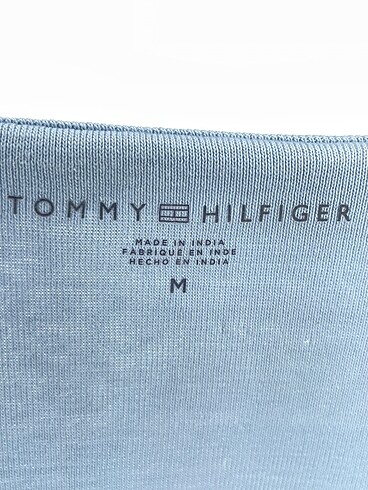 TOMMY HILFIGER
MADE IN INDIA
FABRIQUE EN INDE
HECHO EN INDIA
M